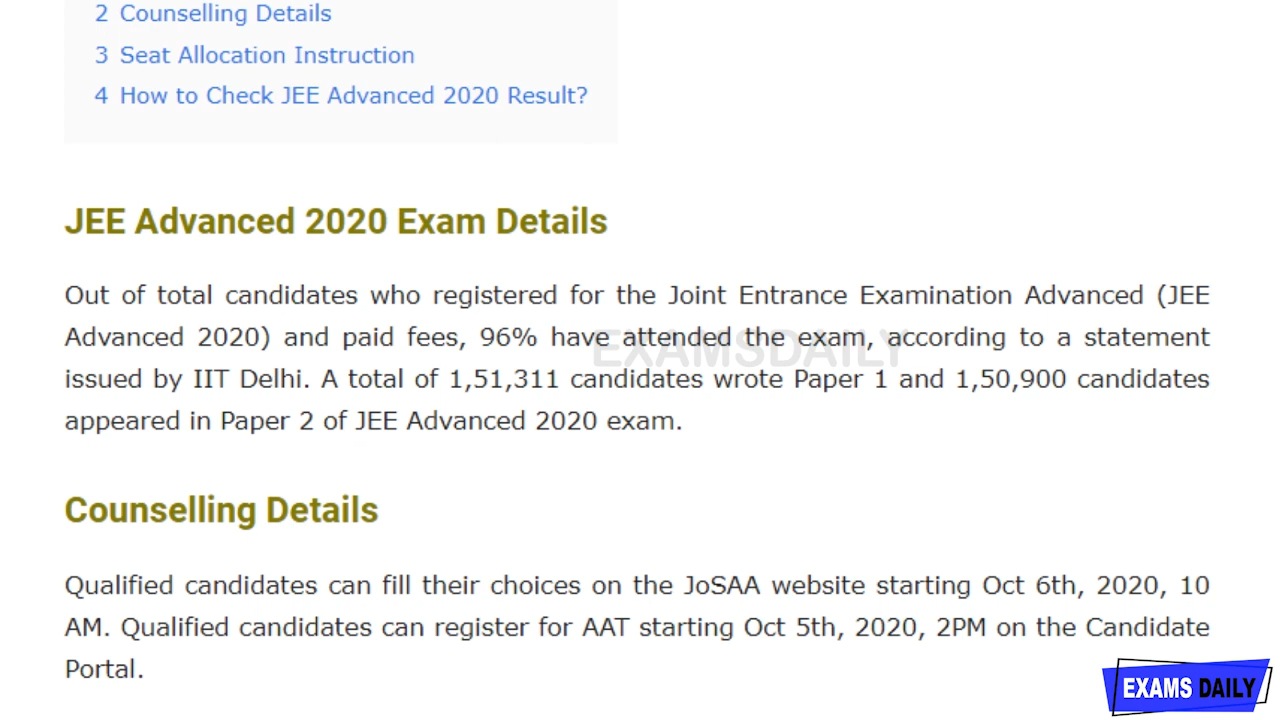 2 Counselling Details
3 Seat Allocation Instruction
4 How to Check JEE Advanced 2020 Result?
JEE Advanced 2020 Exam Details
Out of total candidates who registered for the Joint Entrance Examination Advanced (JEE
Advanced 2020) and paid fees, 96% have attended the exam, according to a statement
issued by IIT Delhi. A total of 1,51,311 candidates wrote Paper 1 and 1,50,900 candidates
appeared in Paper 2 of JEE Advanced 2020 exam.
EXAMSDAILY
Counselling Details
Qualified candidates can fill their choices on the JoSAA website starting Oct 6th, 2020, 10
AM. Qualified candidates can register for AAT starting Oct 5th, 2020, 2PM on the Candidate
Portal.
EXAMS DAILY